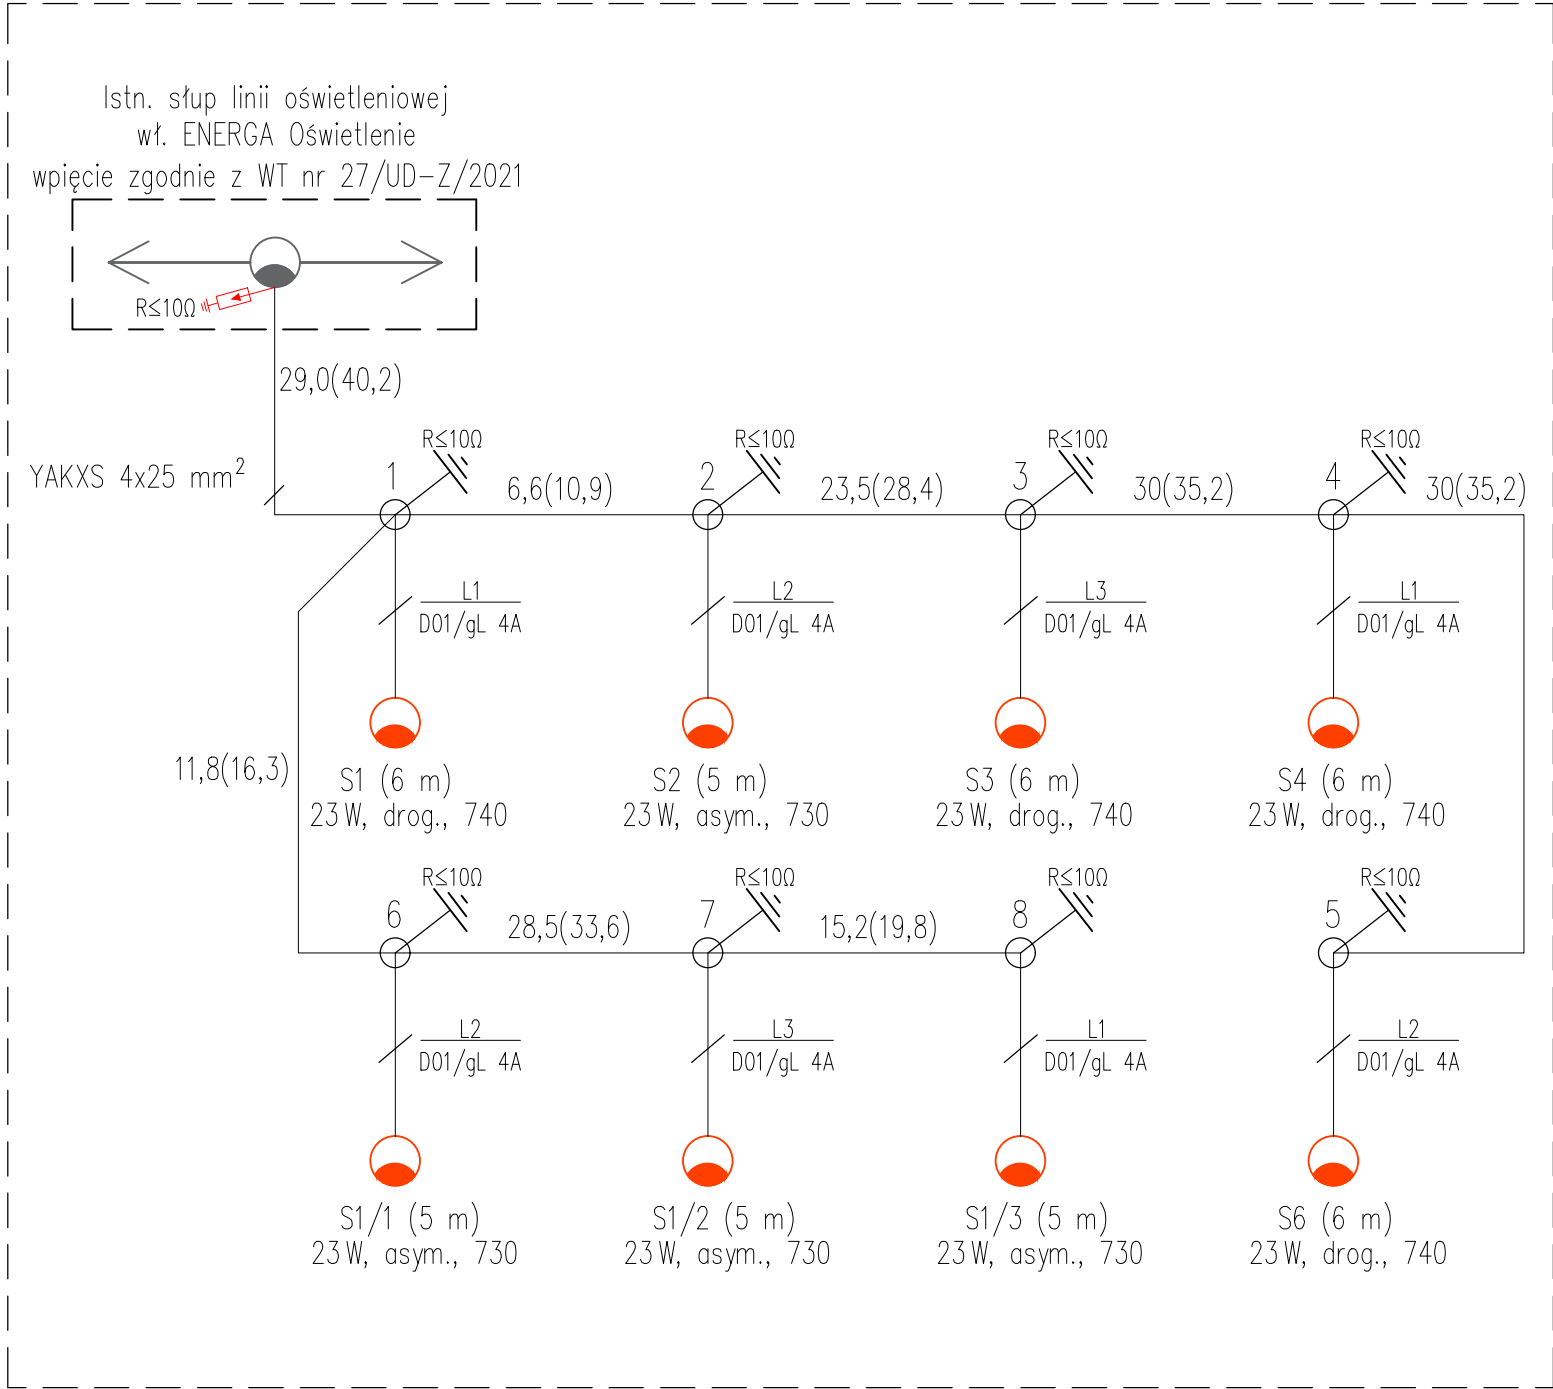 Istn. słup linii oświetleniowej
wł. ENERGA Oświetlenie
wpięcie zgodnie z WT nr 27/UD-Z/2021
R≤10Ω
29,0(40,2)
YAKXS 4x25 mm²
1
R≤10Ω
6,6(10,9)
2
R≤10Ω
23,5(28,4)
3
R≤10Ω
30(35,2)
4
R≤10Ω
30(35,2)
L1
D01/gL 4A
L2
D01/gL 4A
L3
D01/gL 4A
L1
D01/gL 4A
11,8(16,3)
S1 (6 m)
23W, drog., 740
S2 (5 m)
23W, asym., 730
S3 (6 m)
23W, drog., 740
S4 (6 m)
23W, drog., 740
6
R≤10Ω
28,5(33,6)
7
R≤10Ω
15,2(19,8)
8
R≤10Ω
5
R≤10Ω
L2
D01/gL 4A
L3
D01/gL 4A
L1
D01/gL 4A
L2
D01/gL 4A
S1/1 (5 m)
23W, asym., 730
S1/2 (5 m)
23W, asym., 730
S1/3 (5 m)
23W, asym., 730
S6 (6 m)
23W, drog., 740